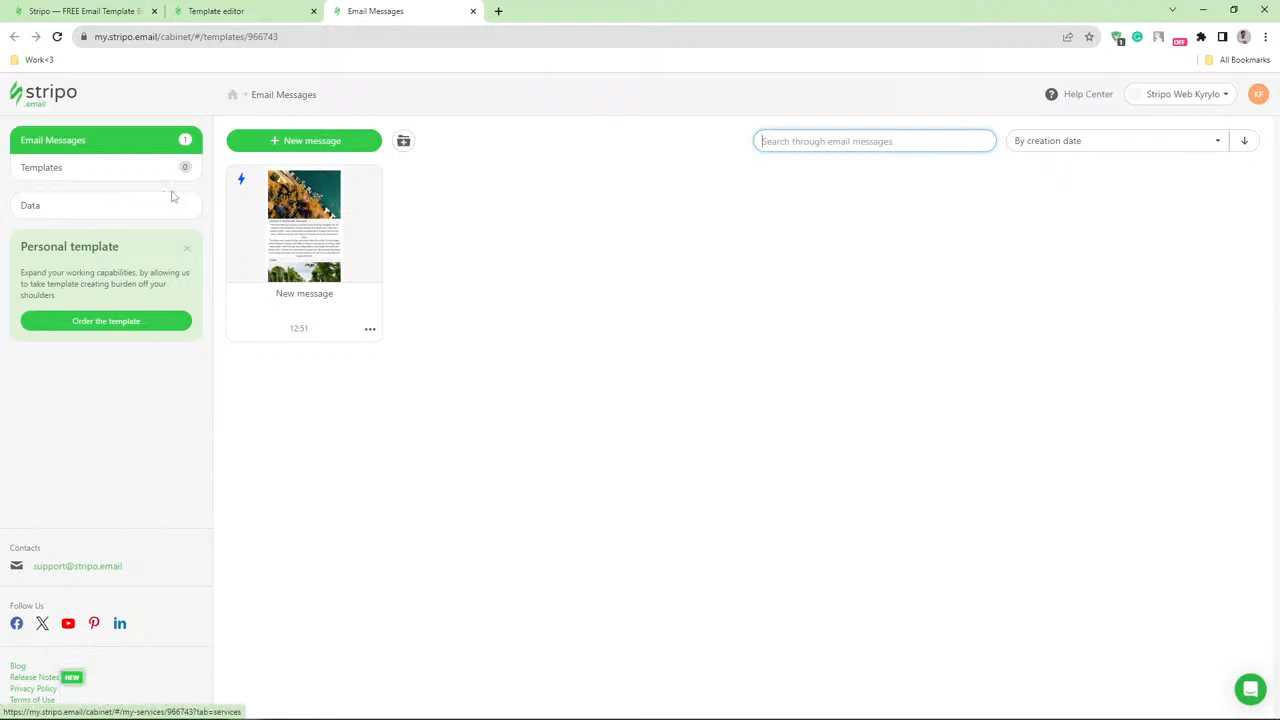 Stripo — FREE Email Template E
Template editor
Email Messages
my.stripo.email/cabinet/#/templates/966743
1
OFF
Work<3
All Bookmarks
stripo
.email
Email Messages
Help Center
Stripo Web Kyrylo
KP
Email Messages
1
New message
Search through email messages
By creation date
Templates
0
Data
Personal template
Expand your working capabilities, by allowing us
to take template creating burden off your
shoulders
Order the template
New message
12:51
Contacts
support@stripo.email
Follow Us
Blog
Release Notes NEW
Privacy Policy
Terms of Use
https://my.stripo.email/cabinet/#/my-services/966743?tab=services